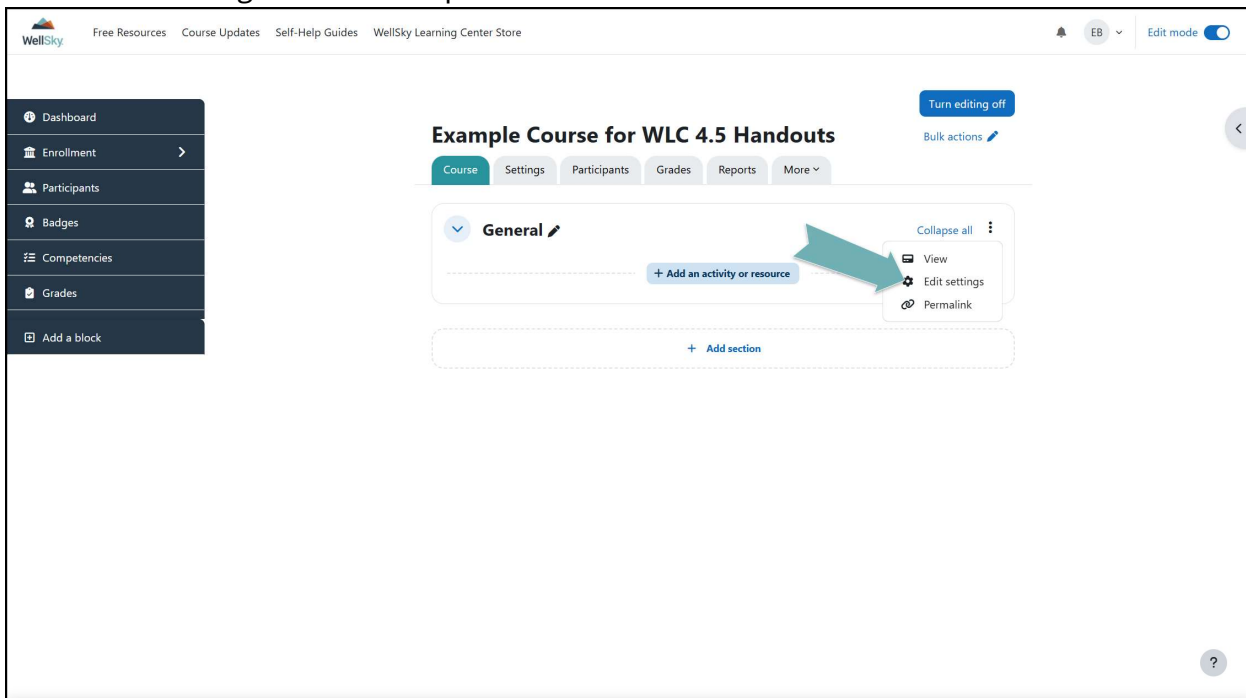 WellSky
Free Resources Course Updates Self-Help Guides WellSky Learning Center Store
EB
Edit mode
Dashboard
Enrollment
Participants
Badges
Competencies
Grades
Add a block
Turn editing off
Example Course for WLC 4.5 Handouts
Bulk actions
Course Settings Participants Grades Reports More
General
Collapse all
View
+ Add an activity or resource
Edit settings
Permalink
+ Add section
?